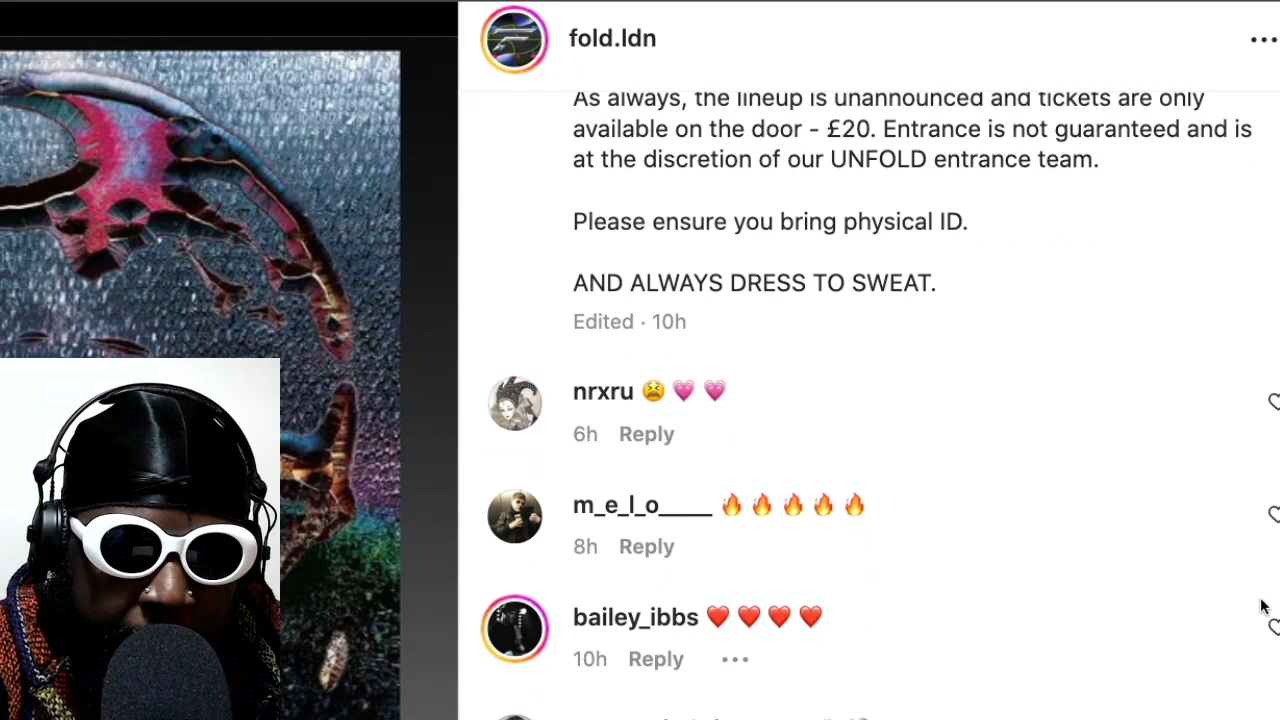 fold.ldn
As always, the lineup is unannounced and tickets are only
available on the door - £20. Entrance is not guaranteed and is
at the discretion of our UNFOLD entrance team.
Please ensure you bring physical ID.
AND ALWAYS DRESS TO SWEAT.
Edited · 10h
nrxru 😫 💗 💗
6h Reply
m_e_l_o_____ 🔥 🔥 🔥 🔥 🔥
8h Reply
bailey_ibbs ❤️ ❤️ ❤️ ❤️
10h Reply